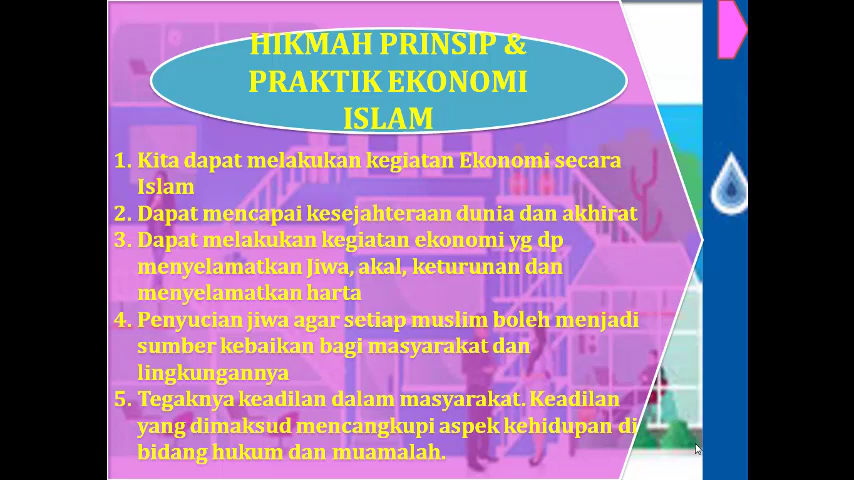 HIKMAH PRINSIP &
PRAKTIK EKONOMI
ISLAM
1. Kita dapat melakukan kegiatan Ekonomi secara
Islam
2. Dapat mencapai kesejahteraan dunia dan akhirat
3. Dapat melakukan kegiatan ekonomi yg dp
menyelamatkan Jiwa, akal, keturunan dan
menyelamatkan harta
4. Penyucian jiwa agar setiap muslim boleh menjadi
sumber kebaikan bagi masyarakat dan
lingkungannya
5. Tegaknya keadilan dalam masyarakat. Keadilan
yang dimaksud mencangkupi aspek kehidupan di
bidang hukum dan muamalah.